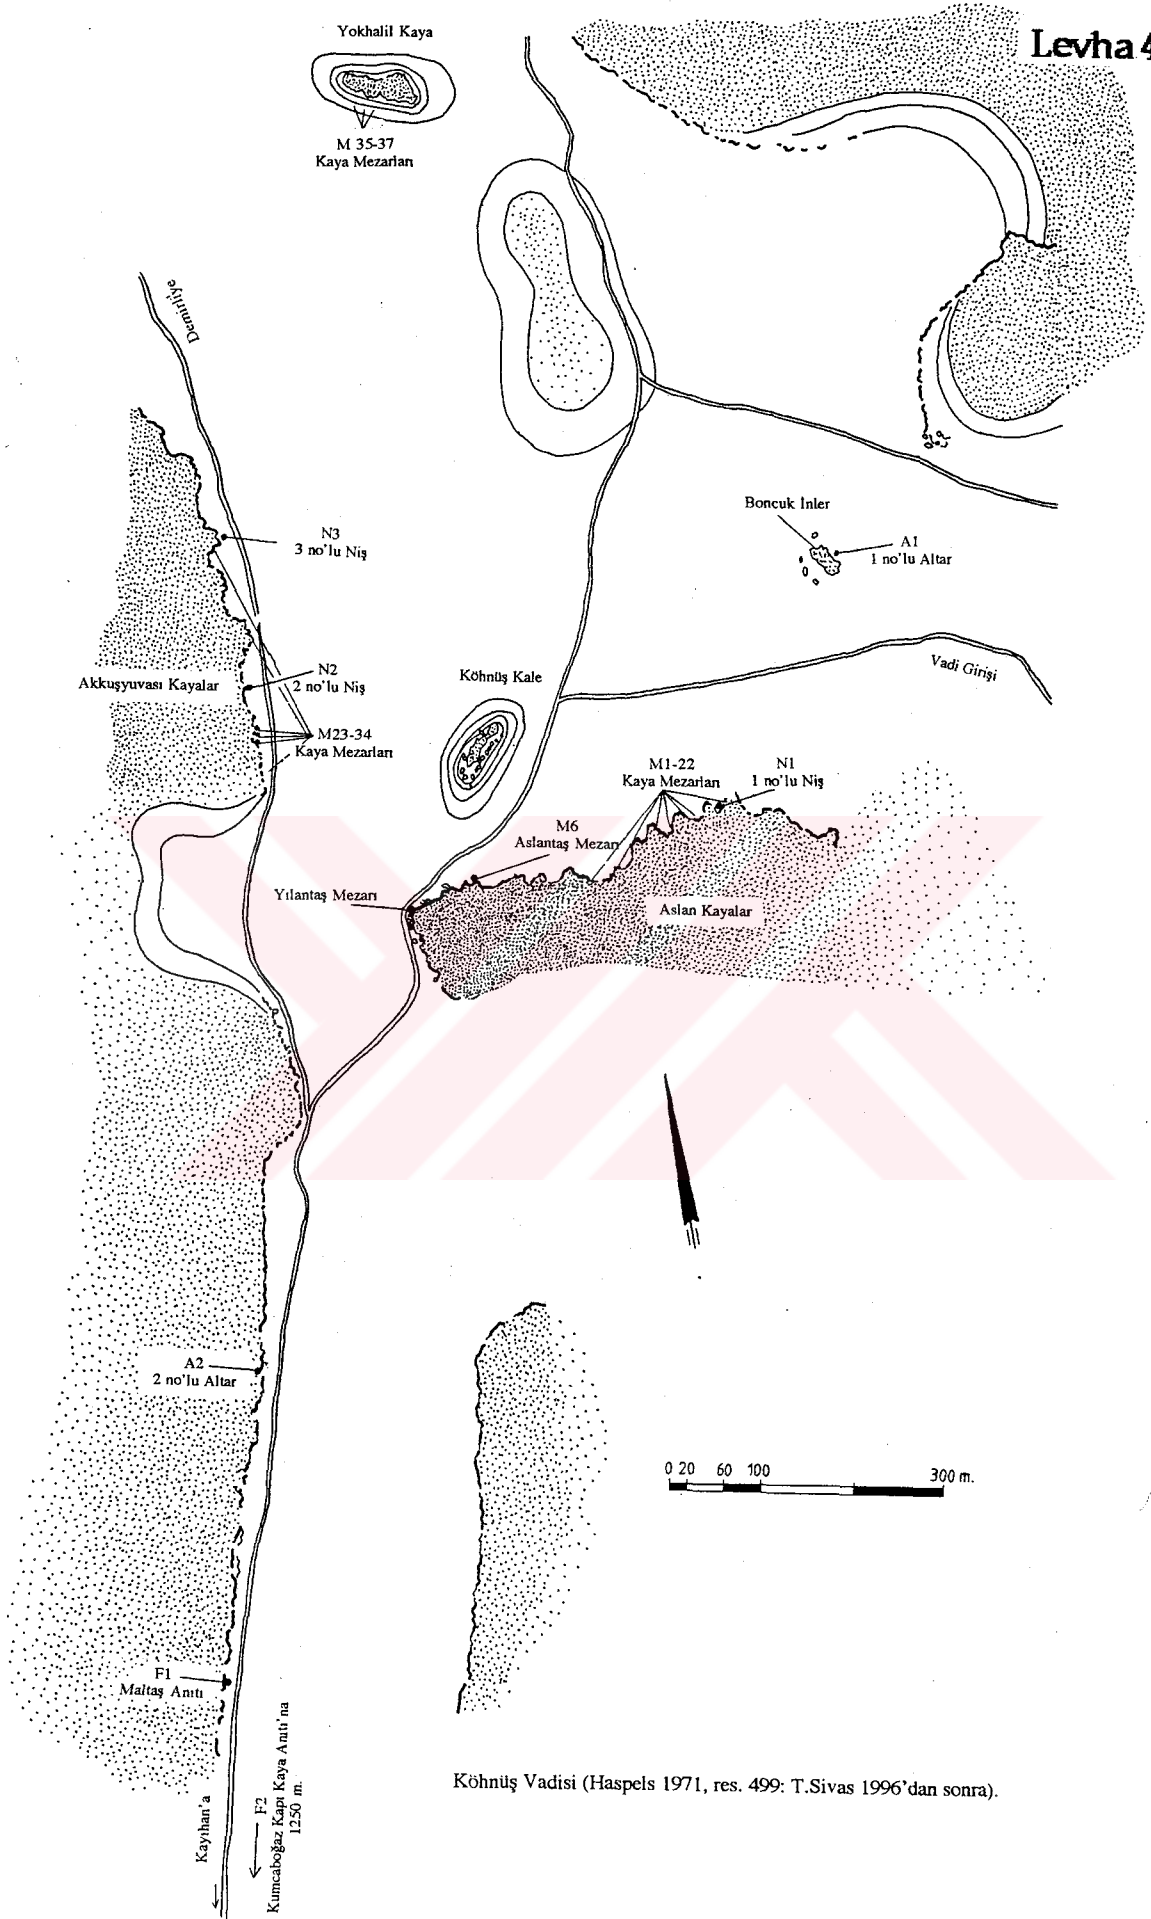 Levha 4
Yokhalil Kaya
M 35-37
Kaya Mezarları
Demirliye
N3
3 no'lu Niş
Boncuk İnler
A1
1 no'lu Altar
N2
2 no'lu Niş
Akkuşyuvası Kayalar
Köhnüş Kale
Vadi Girişi
M23-34
Kaya Mezarları
M1-22
Kaya Mezarları
N1
1 no'lu Niş
M6
Aslantaş Mezarı
Yılantaş Mezarı
Aslan Kayalar
A2
2 no'lu Altar
0 20 60 100 300 m.
F1
Maltaş Anıtı
Kayıhan'a
F2
Kumcaboğaz Kapı Kaya Anıtı'na
1250 m.
Köhnüş Vadisi (Haspels 1971, res. 499: T.Sivas 1996'dan sonra).